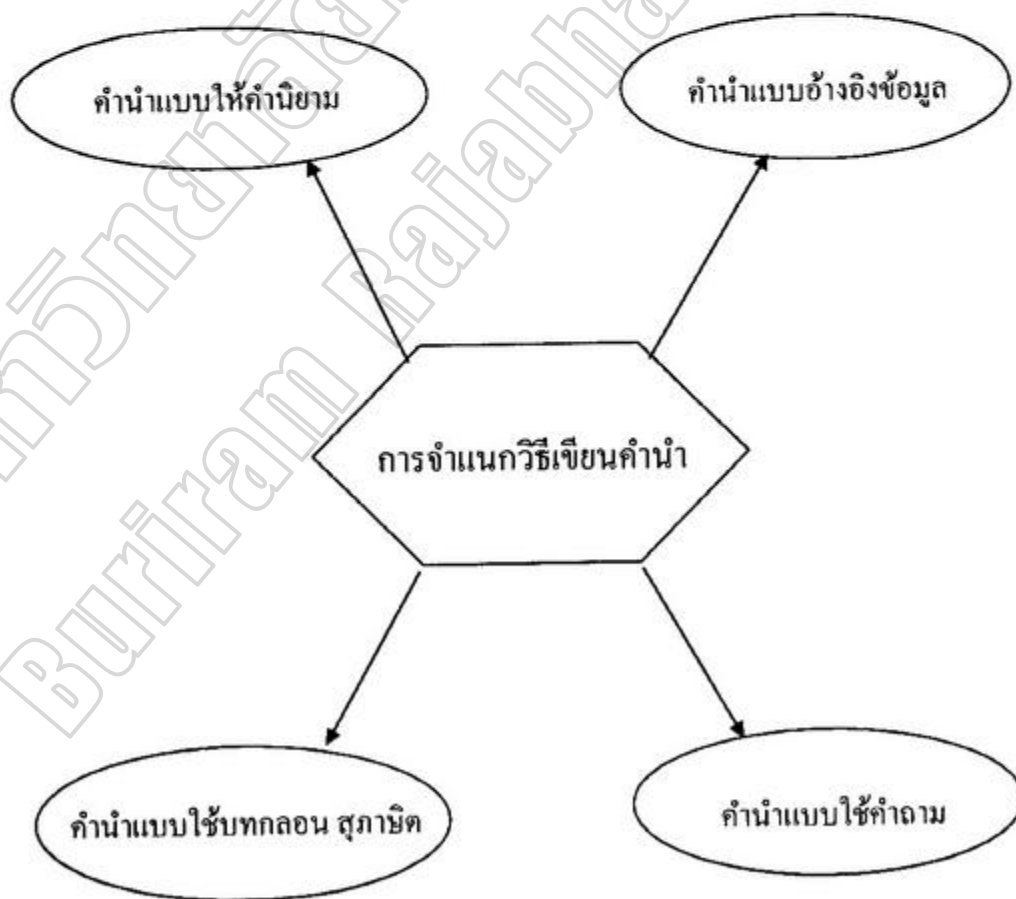 คำนำแบบให้คำนิยาม
คำนำแบบอ้างอิงข้อมูล
การจำแนกวิธีเขียนคำนำ
คำนำแบบใช้บทกลอน สุภาษิต
คำนำแบบใช้คำถาม
Buriram Rajabha